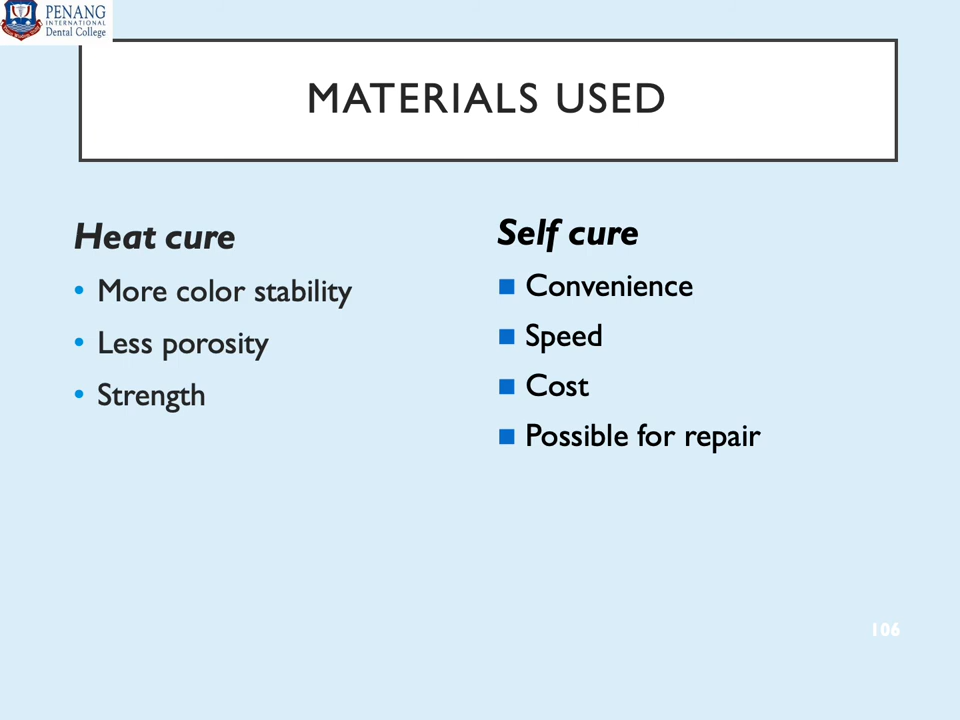 PENANG
INTERNATIONAL
Dental College
MATERIALS USED
Heat cure
• More color stability
• Less porosity
• Strength
Self cure
■ Convenience
■ Speed
■ Cost
■ Possible for repair
106